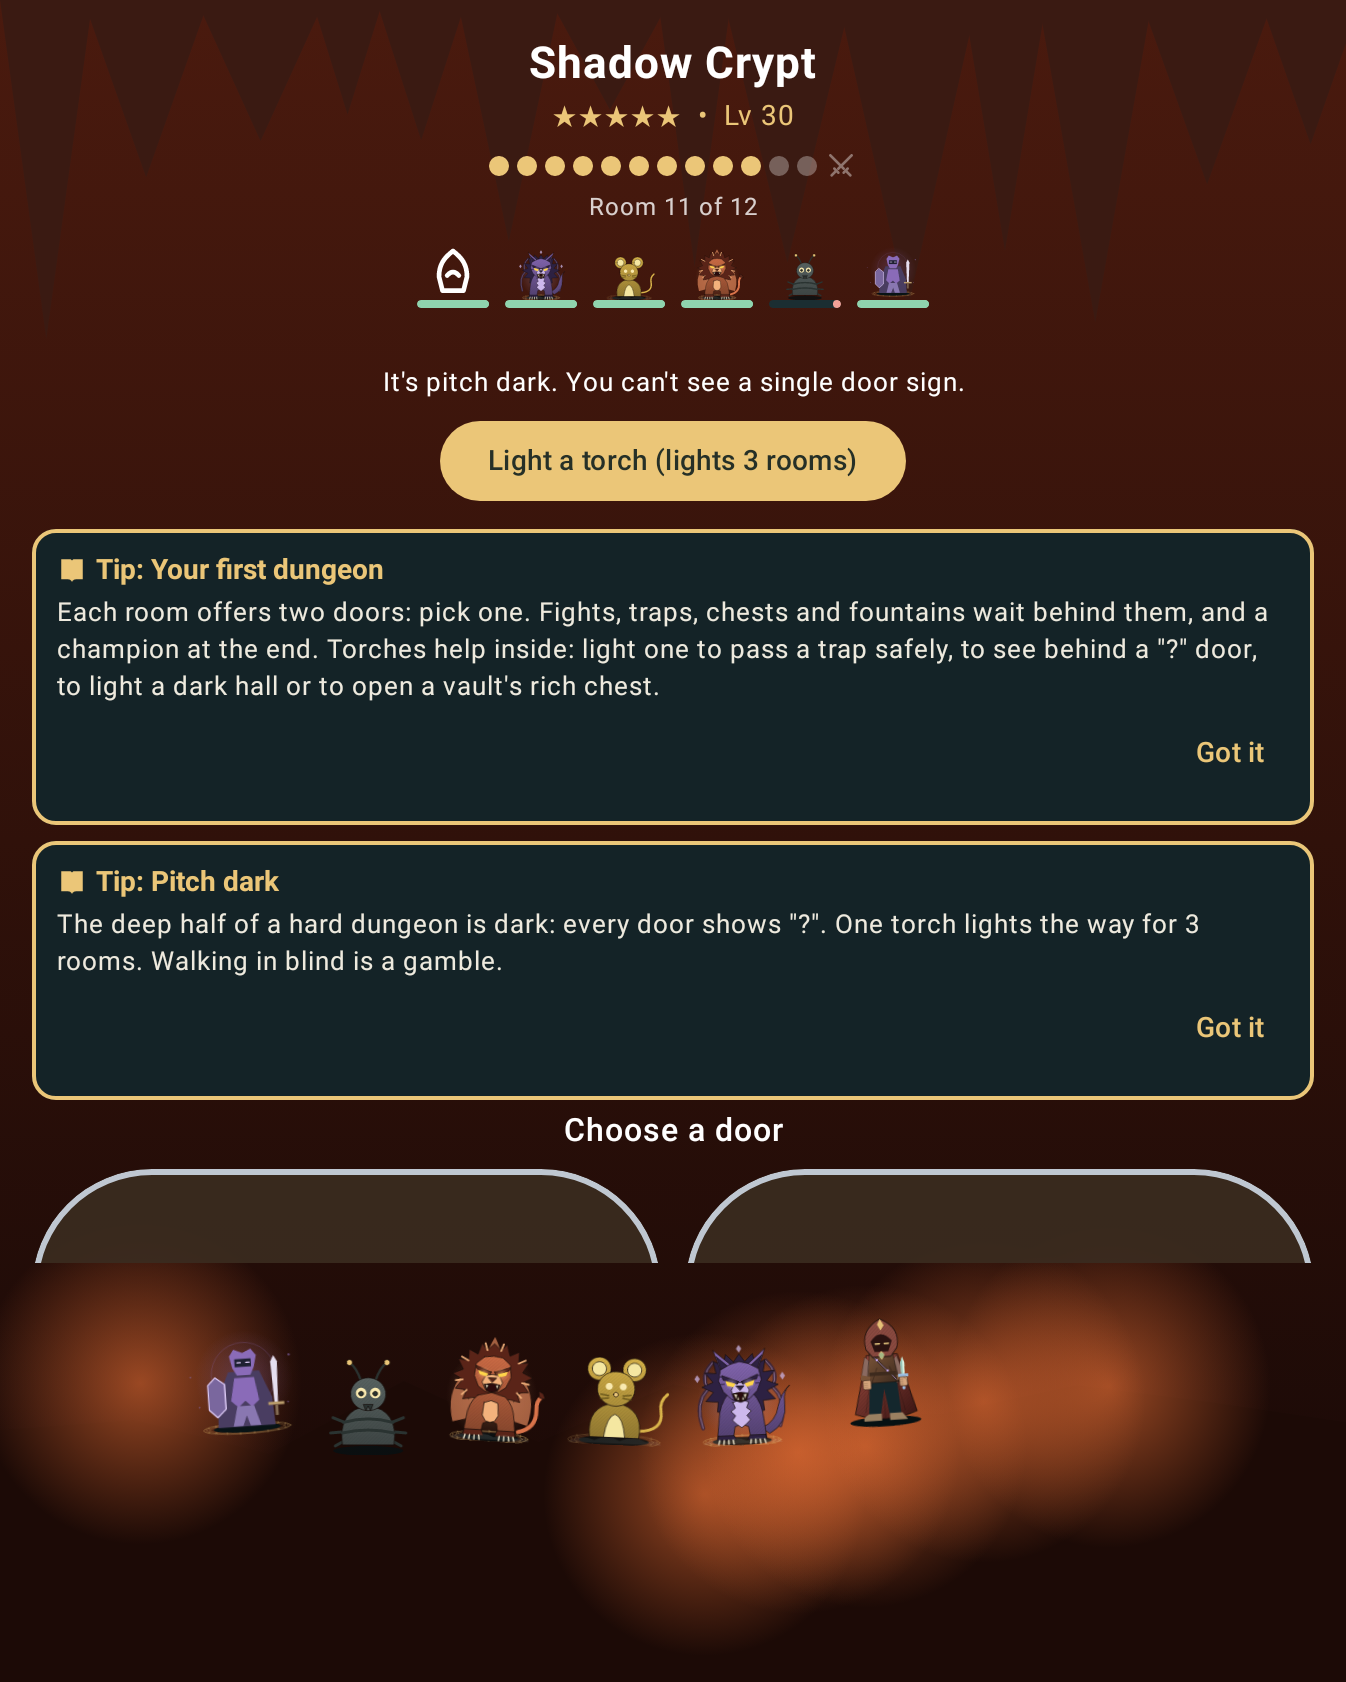 Shadow Crypt
★★★★★ • Lv 30
Room 11 of 12
It's pitch dark. You can't see a single door sign.
Light a torch (lights 3 rooms)
Tip: Your first dungeon
Each room offers two doors: pick one. Fights, traps, chests and fountains wait behind them, and a
champion at the end. Torches help inside: light one to pass a trap safely, to see behind a "?" door,
to light a dark hall or to open a vault's rich chest.
Got it
Tip: Pitch dark
The deep half of a hard dungeon is dark: every door shows "?". One torch lights the way for 3
rooms. Walking in blind is a gamble.
Got it
Choose a door